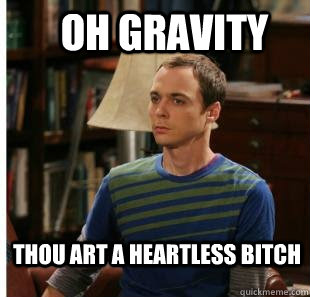 OH GRAVITY
THOU ART A HEARTLESS BITCH
quickmeme.com